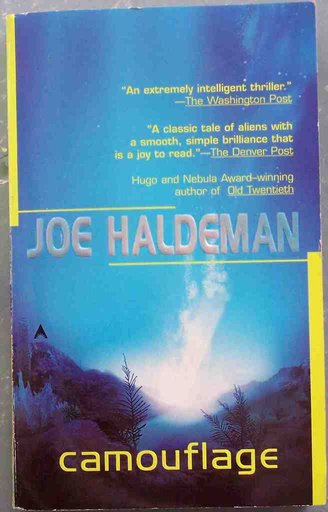 "An extremely intelligent thriller."
—The Washington Post
"A classic tale of aliens with
a smooth, simple brilliance that
is a joy to read."—The Denver Post
Hugo and Nebula Award–winning
author of Old Twentieth
JOE HALDEMAN
camouflage